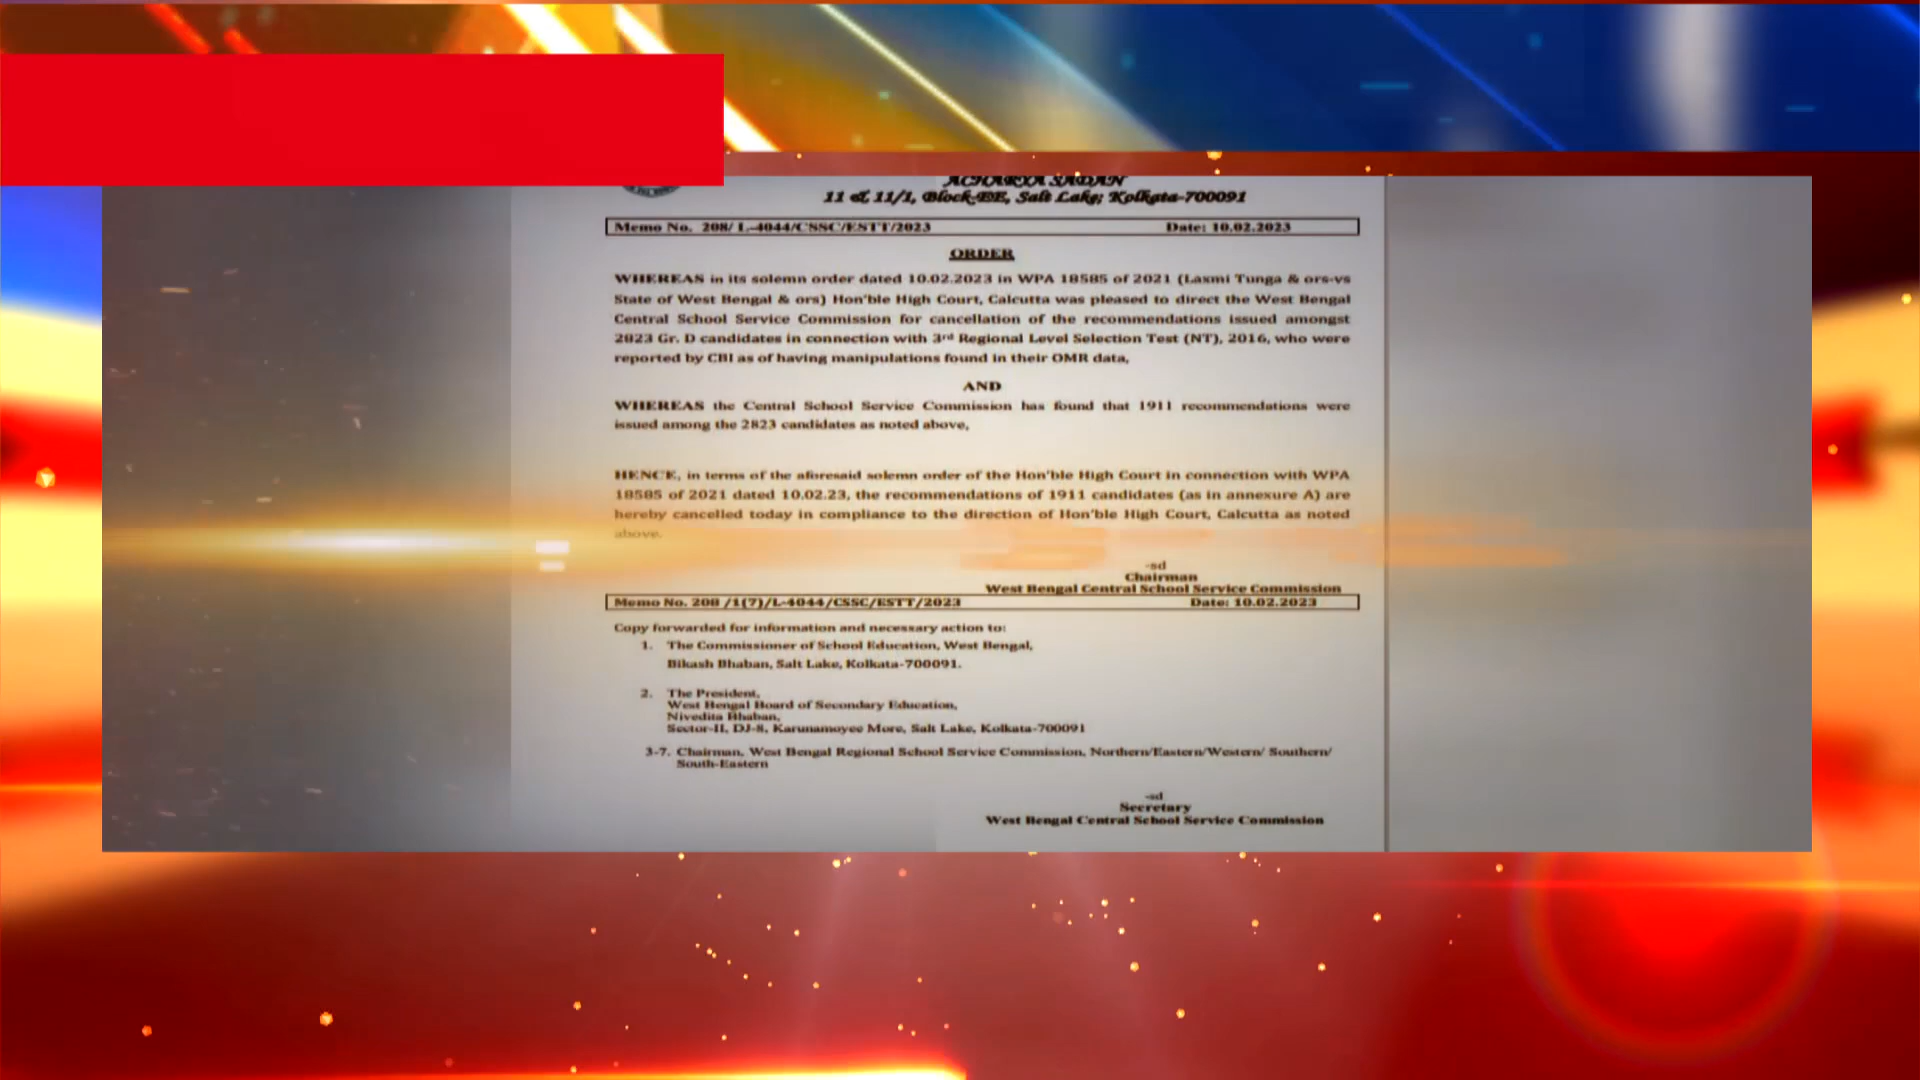 ACHARYA SADAN
11 & 11/1, Block-EE, Salt Lake; Kolkata-700091
Memo No. 208/ L-4044/CSSC/ESTT/2023 Date: 10.02.2023
ORDER
WHEREAS in its solemn order dated 10.02.2023 in WPA 18585 of 2021 (Laxmi Tunga & ors-vs
State of West Bengal & ors) Hon'ble High Court, Calcutta was pleased to direct the West Bengal
Central School Service Commission for cancellation of the recommendations issued amongst
2823 Gr. D candidates in connection with 3rd Regional Level Selection Test (NT), 2016, who were
reported by CBI as of having manipulations found in their OMR data,
AND
WHEREAS the Central School Service Commission has found that 1911 recommendations were
issued among the 2823 candidates as noted above,
HENCE, in terms of the aforesaid solemn order of the Hon'ble High Court in connection with WPA
18585 of 2021 dated 10.02.23, the recommendations of 1911 candidates (as in annexure A) are
hereby cancelled today in compliance to the direction of Hon'ble High Court, Calcutta as noted
above.
-sd
Chairman
West Bengal Central School Service Commission
Memo No. 208 /1(7)/L-4044/CSSC/ESTT/2023 Date: 10.02.2023
Copy forwarded for information and necessary action to:
1. The Commissioner of School Education, West Bengal,
Bikash Bhaban, Salt Lake, Kolkata-700091.
2. The President,
West Bengal Board of Secondary Education,
Nivedita Bhaban,
Sector-II, DJ-8, Karunamoyee More, Salt Lake, Kolkata-700091
3-7. Chairman, West Bengal Regional School Service Commission, Northern/Eastern/Western/ Southern/
South-Eastern
-sd
Secretary
West Bengal Central School Service Commission